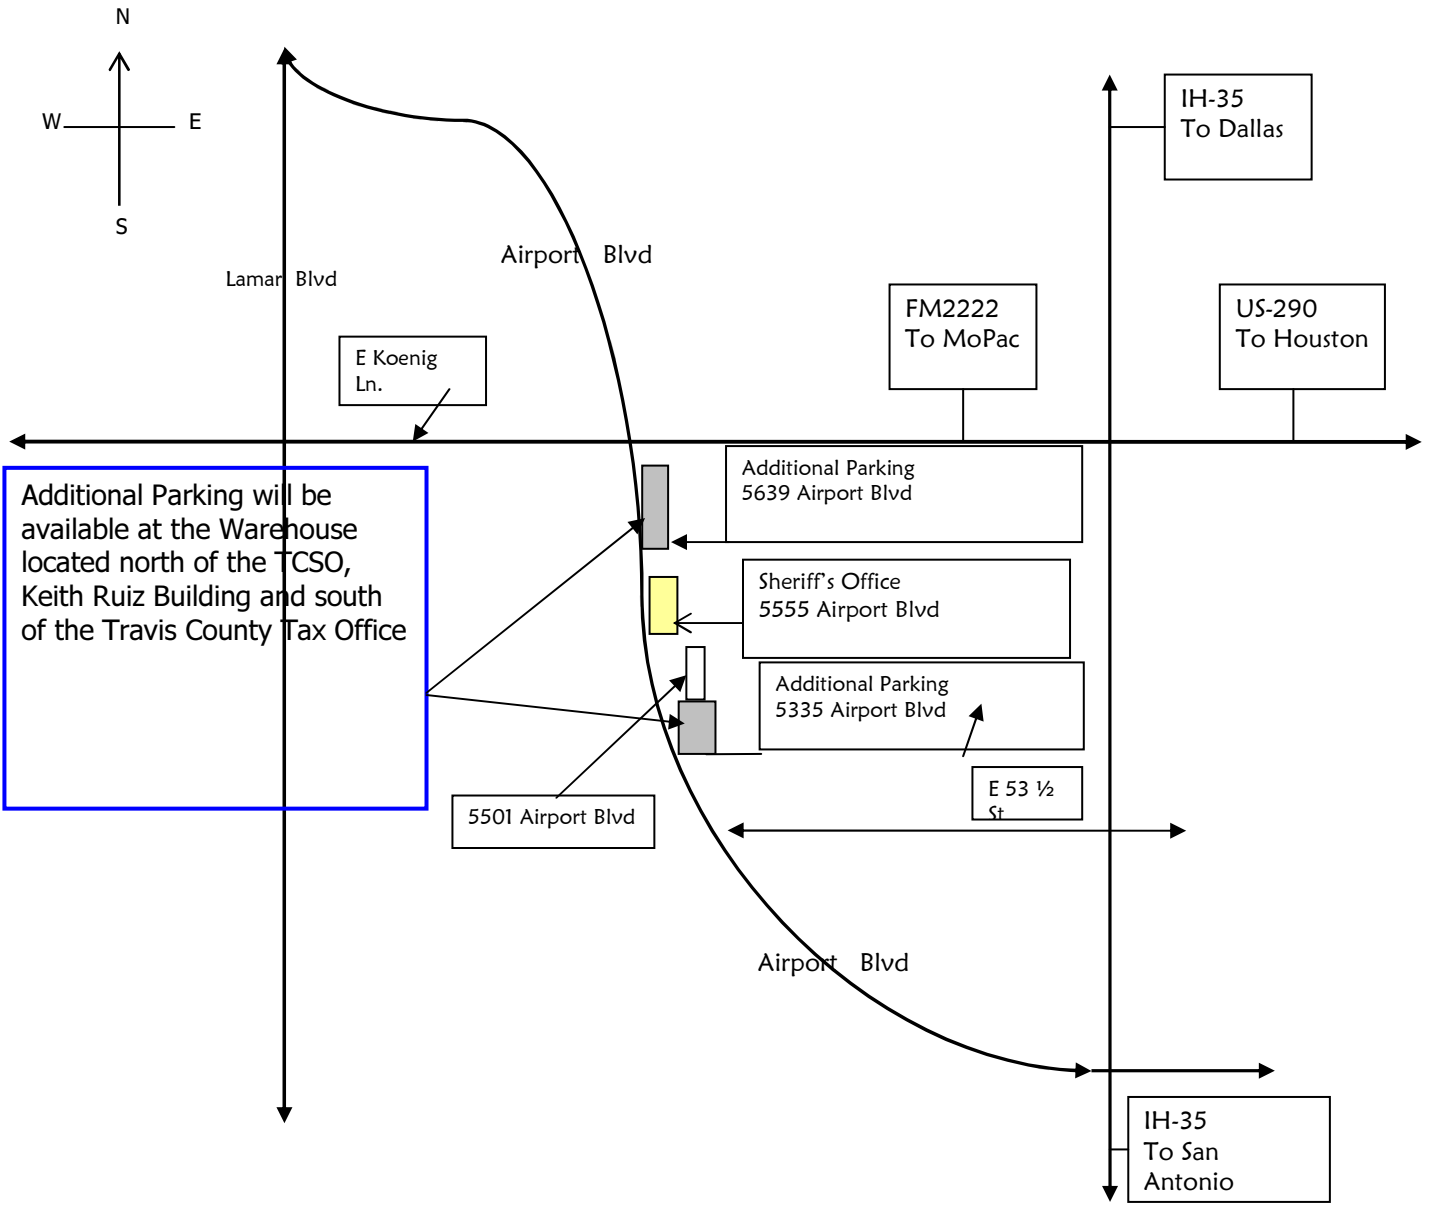 N
W E
S
IH-35
To Dallas
Airport Blvd
Lamar Blvd
FM2222
To MoPac
US-290
To Houston
E Koenig
Ln.
Additional Parking
5639 Airport Blvd
Additional Parking will be
available at the Warehouse
located north of the TCSO,
Keith Ruiz Building and south
of the Travis County Tax Office
Sheriff's Office
5555 Airport Blvd
Additional Parking
5335 Airport Blvd
E 53 ½
St
5501 Airport Blvd
Airport Blvd
IH-35
To San
Antonio